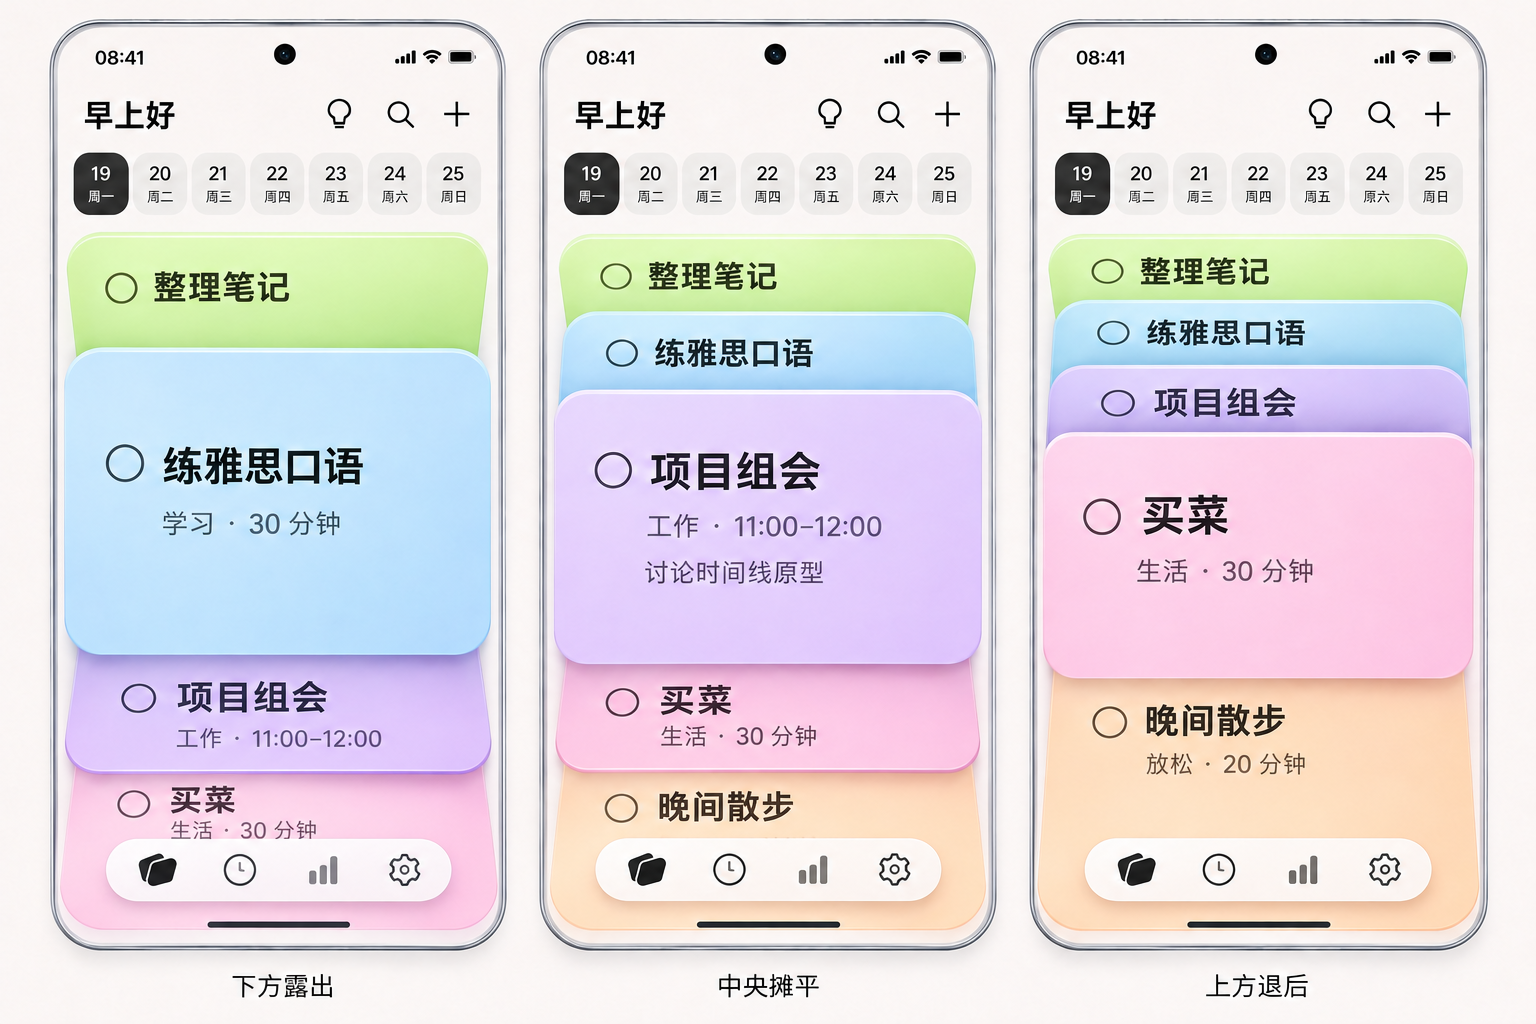 08:41
早上好
19 20 21 22 23 24 25
周一 周二 周三 周四 周五 周六 周日
整理笔记
练雅思口语
学习 · 30 分钟
项目组会
工作 · 11:00–12:00
买菜
生活 · 30 分钟
下方露出
08:41
早上好
19 20 21 22 23 24 25
周一 周二 周三 周四 周五 原六 周日
整理笔记
练雅思口语
项目组会
工作 · 11:00–12:00
讨论时间线原型
买菜
生活 · 30 分钟
晚间散步
中央摊平
08:41
早上好
19 20 21 22 23 24 25
周一 周二 周三 周四 周五 原六 周日
整理笔记
练雅思口语
项目组会
买菜
生活 · 30 分钟
晚间散步
放松 · 20 分钟
上方退后